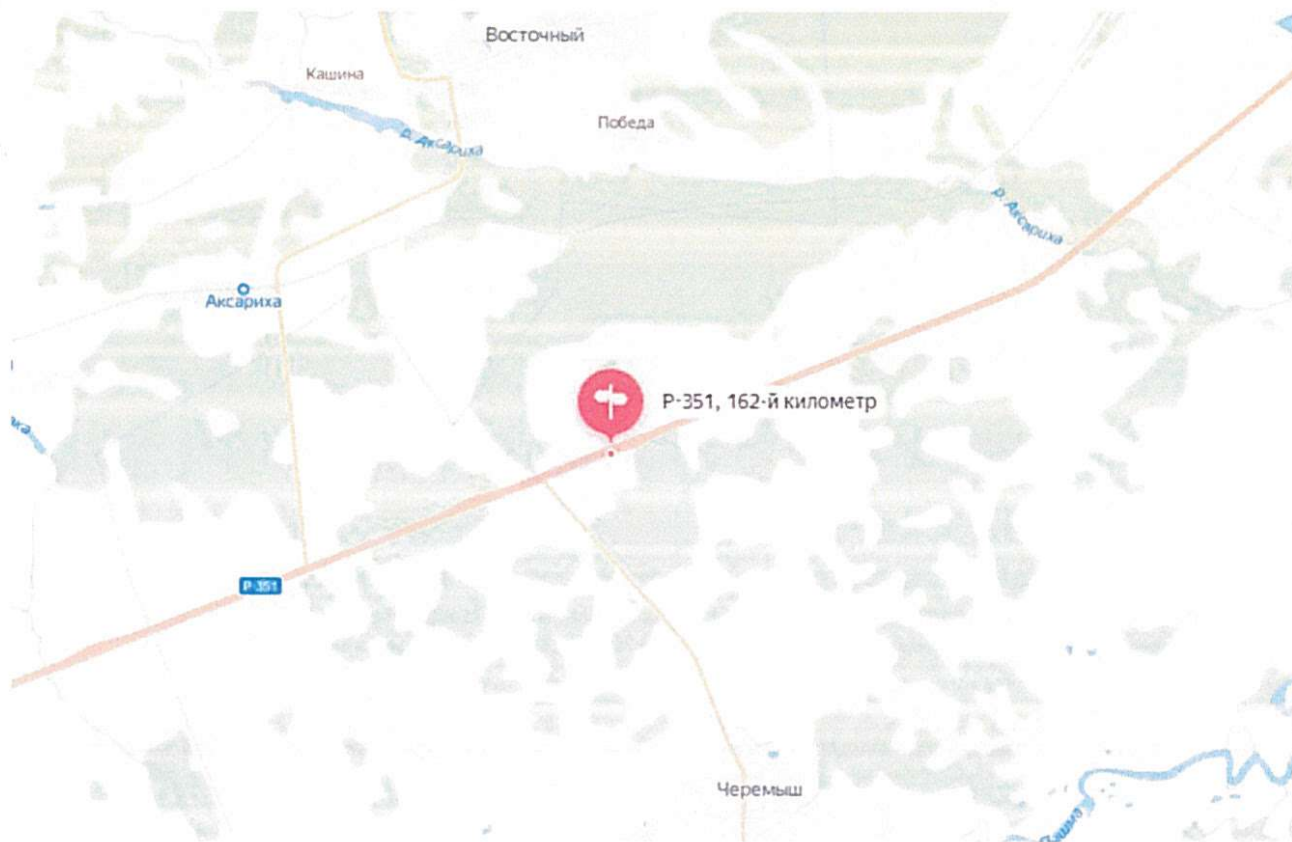 Восточный
Кашина
Победа
р. Аксариха
р. Аксариха
Аксариха
Р-351, 162-й километр
Р-351
Черемыш